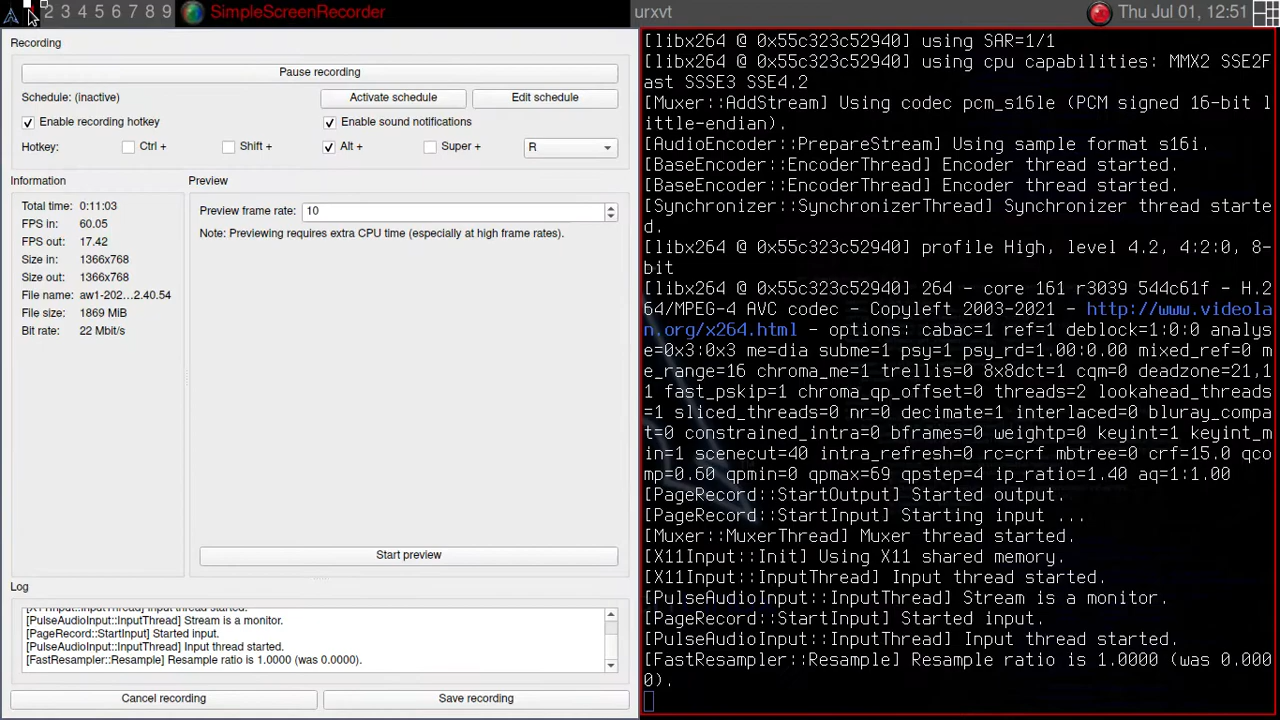 2 3 4 5 6 7 8 9 SimpleScreenRecorder
urxvt
Thu Jul 01, 12:51
Recording
Pause recording
Schedule: (inactive)
Activate schedule
Edit schedule
Enable recording hotkey
Enable sound notifications
Hotkey:
Ctrl +
Shift +
Alt +
Super +
R
Information
Total time: 0:11:03
FPS in: 60.05
FPS out: 17.42
Size in: 1366x768
Size out: 1366x768
File name: aw1-202…2.40.54
File size: 1869 MiB
Bit rate: 22 Mbit/s
Preview
Preview frame rate: 10
Note: Previewing requires extra CPU time (especially at high frame rates).
Start preview
Log
[X11Input::InputThread] Input thread started.
[PulseAudioInput::InputThread] Stream is a monitor.
[PageRecord::StartInput] Started input.
[PulseAudioInput::InputThread] Input thread started.
[FastResampler::Resample] Resample ratio is 1.0000 (was 0.0000).
Cancel recording
Save recording
[libx264 @ 0x55c323c52940] using SAR=1/1
[libx264 @ 0x55c323c52940] using cpu capabilities: MMX2 SSE2F
ast SSSE3 SSE4.2
[Muxer::AddStream] Using codec pcm_s16le (PCM signed 16-bit l
ittle-endian).
[AudioEncoder::PrepareStream] Using sample format s16i.
[BaseEncoder::EncoderThread] Encoder thread started.
[BaseEncoder::EncoderThread] Encoder thread started.
[Synchronizer::SynchronizerThread] Synchronizer thread starte
d.
[libx264 @ 0x55c323c52940] profile High, level 4.2, 4:2:0, 8-
bit
[libx264 @ 0x55c323c52940] 264 - core 161 r3039 544c61f - H.2
64/MPEG-4 AVC codec - Copyleft 2003-2021 - http://www.videola
n.org/x264.html - options: cabac=1 ref=1 deblock=1:0:0 analys
e=0x3:0x3 me=dia subme=1 psy=1 psy_rd=1.00:0.00 mixed_ref=0 m
e_range=16 chroma_me=1 trellis=0 8x8dct=1 cqm=0 deadzone=21,1
1 fast_pskip=1 chroma_qp_offset=0 threads=2 lookahead_threads
=1 sliced_threads=0 nr=0 decimate=1 interlaced=0 bluray_compa
t=0 constrained_intra=0 bframes=0 weightp=0 keyint=1 keyint_m
in=1 scenecut=40 intra_refresh=0 rc=crf mbtree=0 crf=15.0 qco
mp=0.60 qpmin=0 qpmax=69 qpstep=4 ip_ratio=1.40 aq=1:1.00
[PageRecord::StartOutput] Started output.
[PageRecord::StartInput] Starting input ...
[Muxer::MuxerThread] Muxer thread started.
[X11Input::Init] Using X11 shared memory.
[X11Input::InputThread] Input thread started.
[PulseAudioInput::InputThread] Stream is a monitor.
[PageRecord::StartInput] Started input.
[PulseAudioInput::InputThread] Input thread started.
[FastResampler::Resample] Resample ratio is 1.0000 (was 0.000
0).